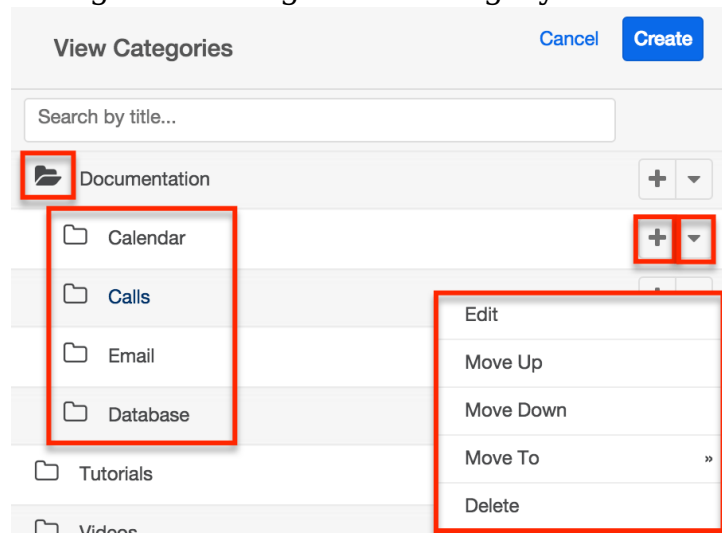 View Categories
Cancel
Create
Search by title...
Documentation
Calendar
Calls
Edit
Email
Move Up
Move Down
Database
Move To »
Tutorials
Delete
Videos